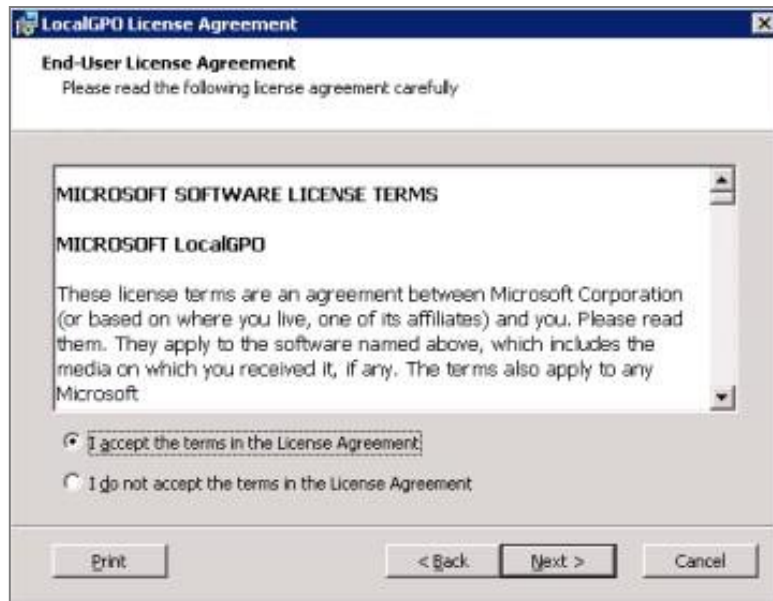 LocalGPO License Agreement
End-User License Agreement
Please read the following license agreement carefully
MICROSOFT SOFTWARE LICENSE TERMS
MICROSOFT LocalGPO
These license terms are an agreement between Microsoft Corporation
(or based on where you live, one of its affiliates) and you. Please read
them. They apply to the software named above, which includes the
media on which you received it, if any. The terms also apply to any
Microsoft
I accept the terms in the License Agreement
I do not accept the terms in the License Agreement
Print
< Back
Next >
Cancel